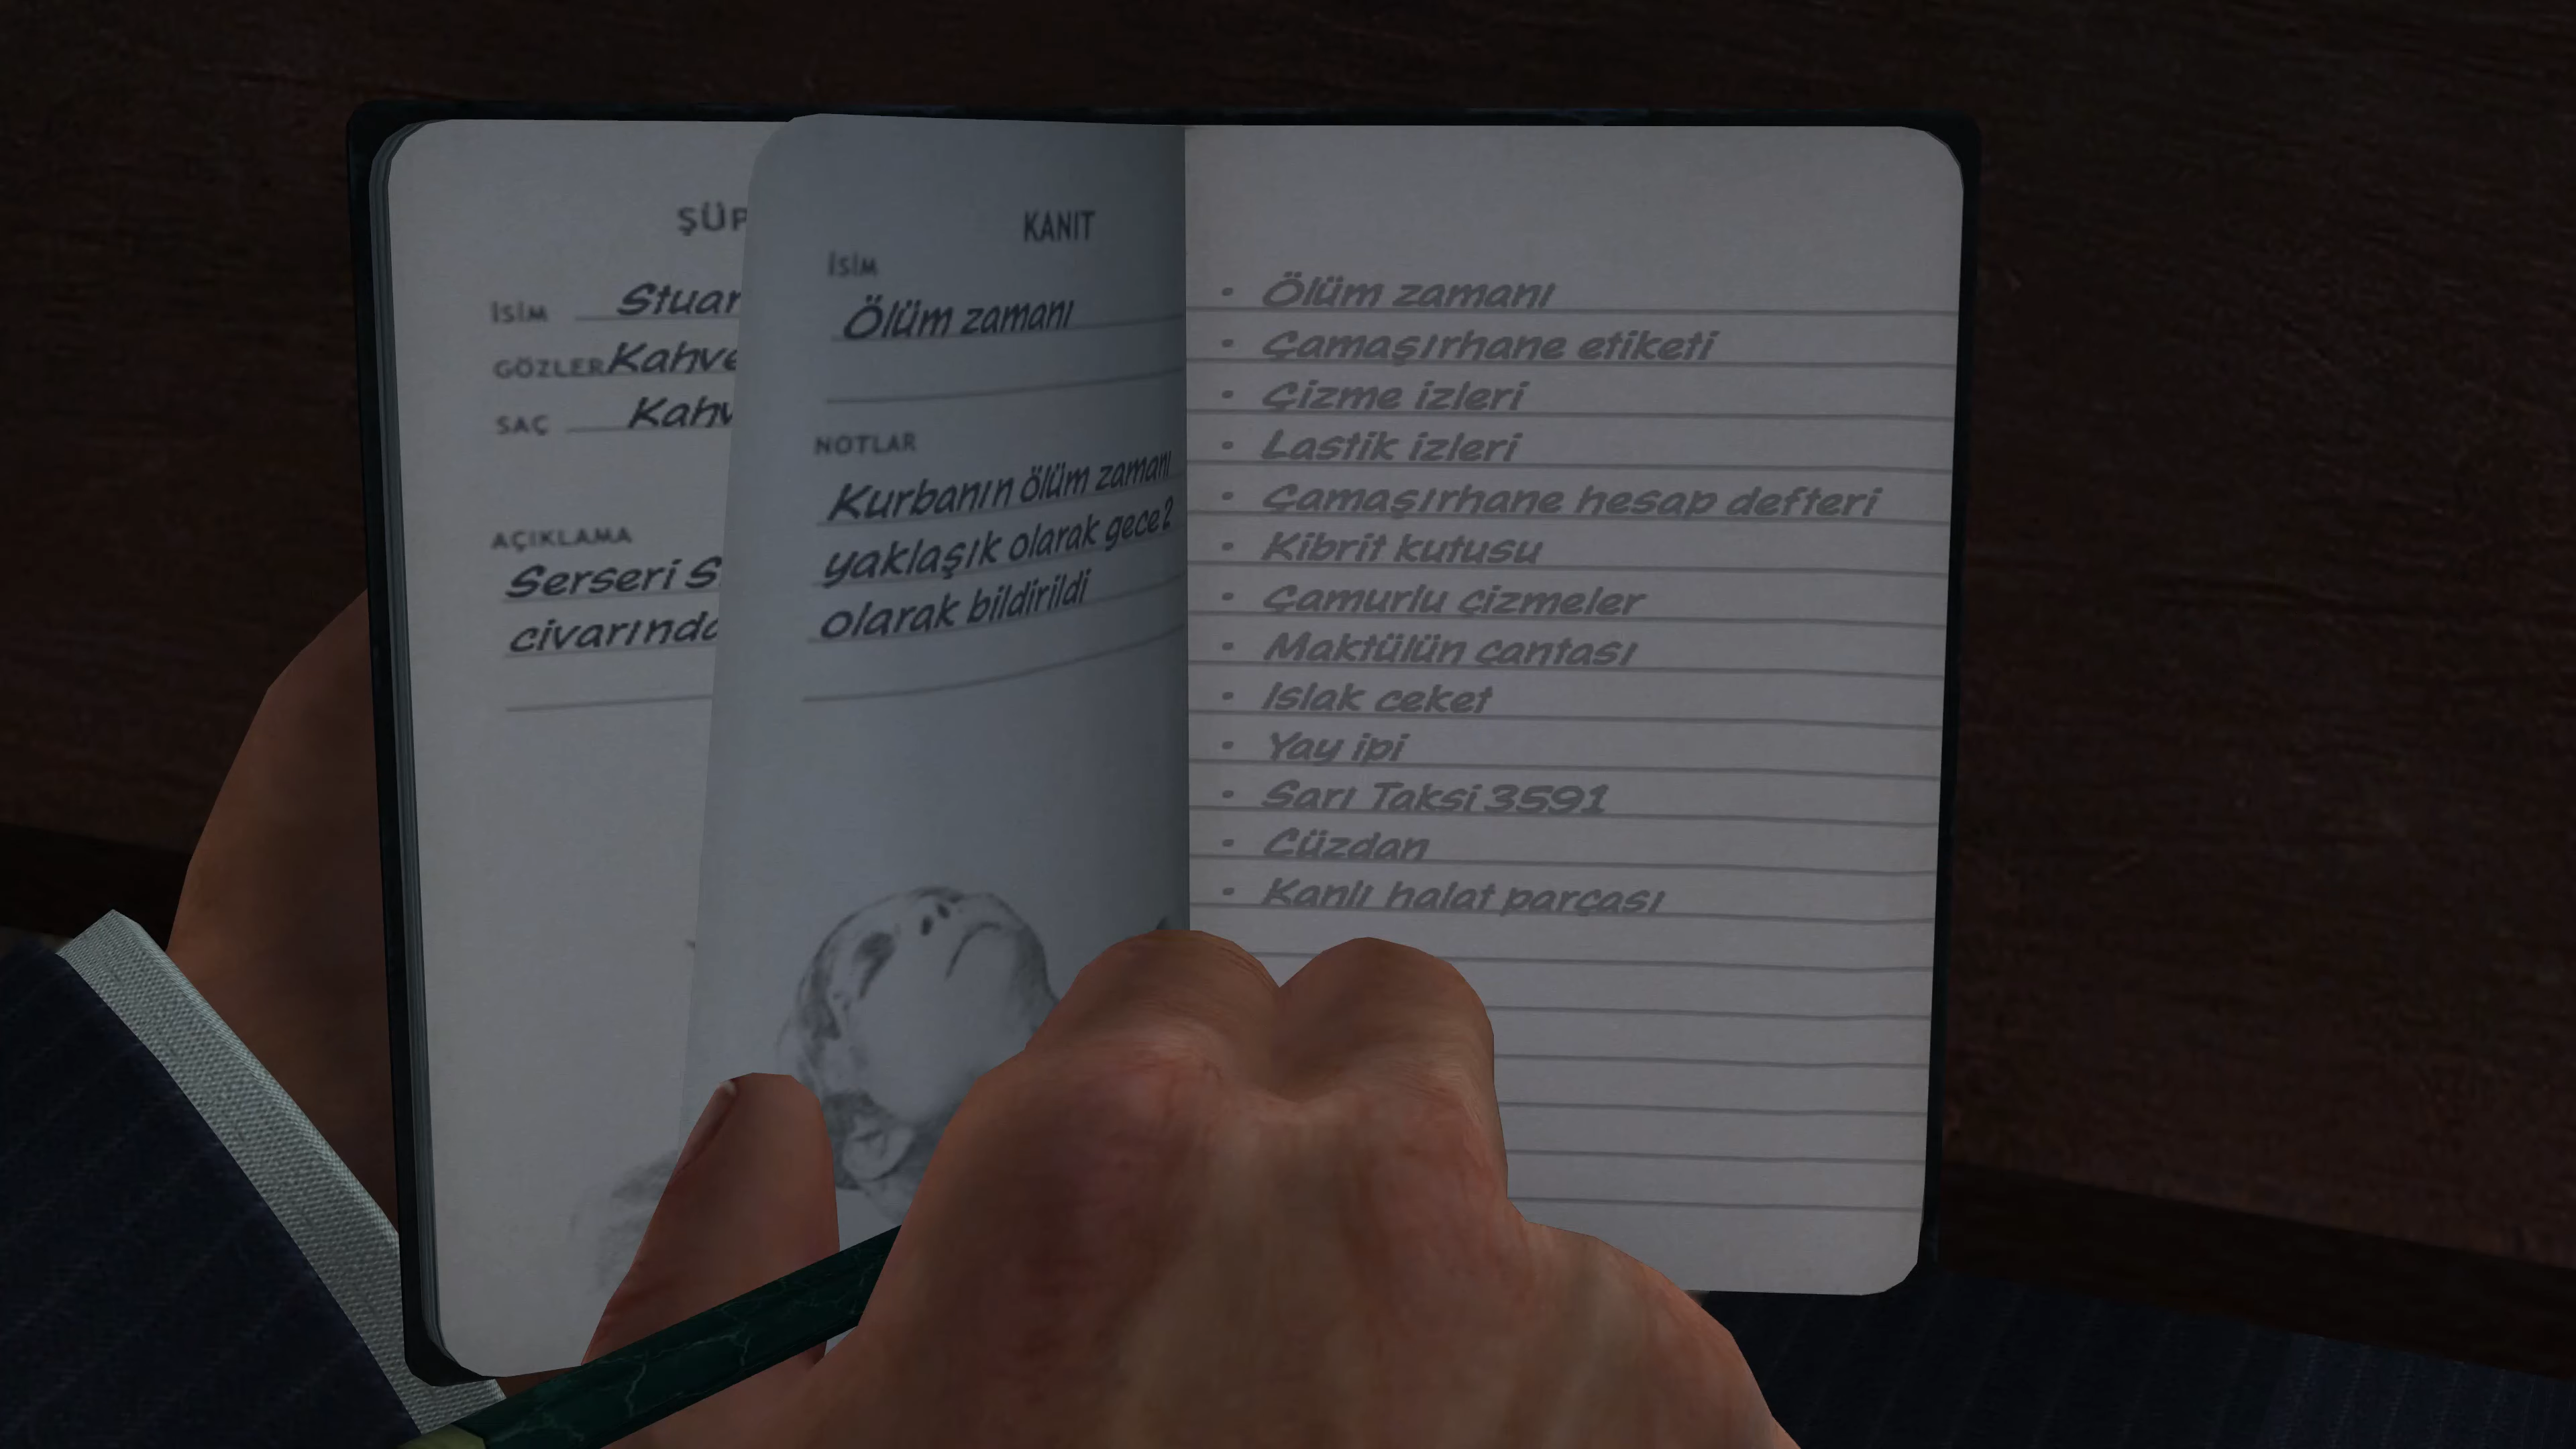 ŞÜP
İSİM Stuar
GÖZLER Kahve
SAÇ Kahv
AÇIKLAMA
Serseri S
civarında
KANIT
İSİM
Ölüm zamanı
NOTLAR
Kurbanın ölüm zamanı
yaklaşık olarak gece?
olarak bildirildi
• Ölüm zamanı
• Çamaşırhane etiketi
• Çizme izleri
• Lastik izleri
• Çamaşırhane hesap defteri
• Kibrit kutusu
• Çamurlu çizmeler
• Maktülün çantası
• Islak ceket
• Yay ipi
• Sarı Taksi 3591
• Cüzdan
• Kanlı halat parçası